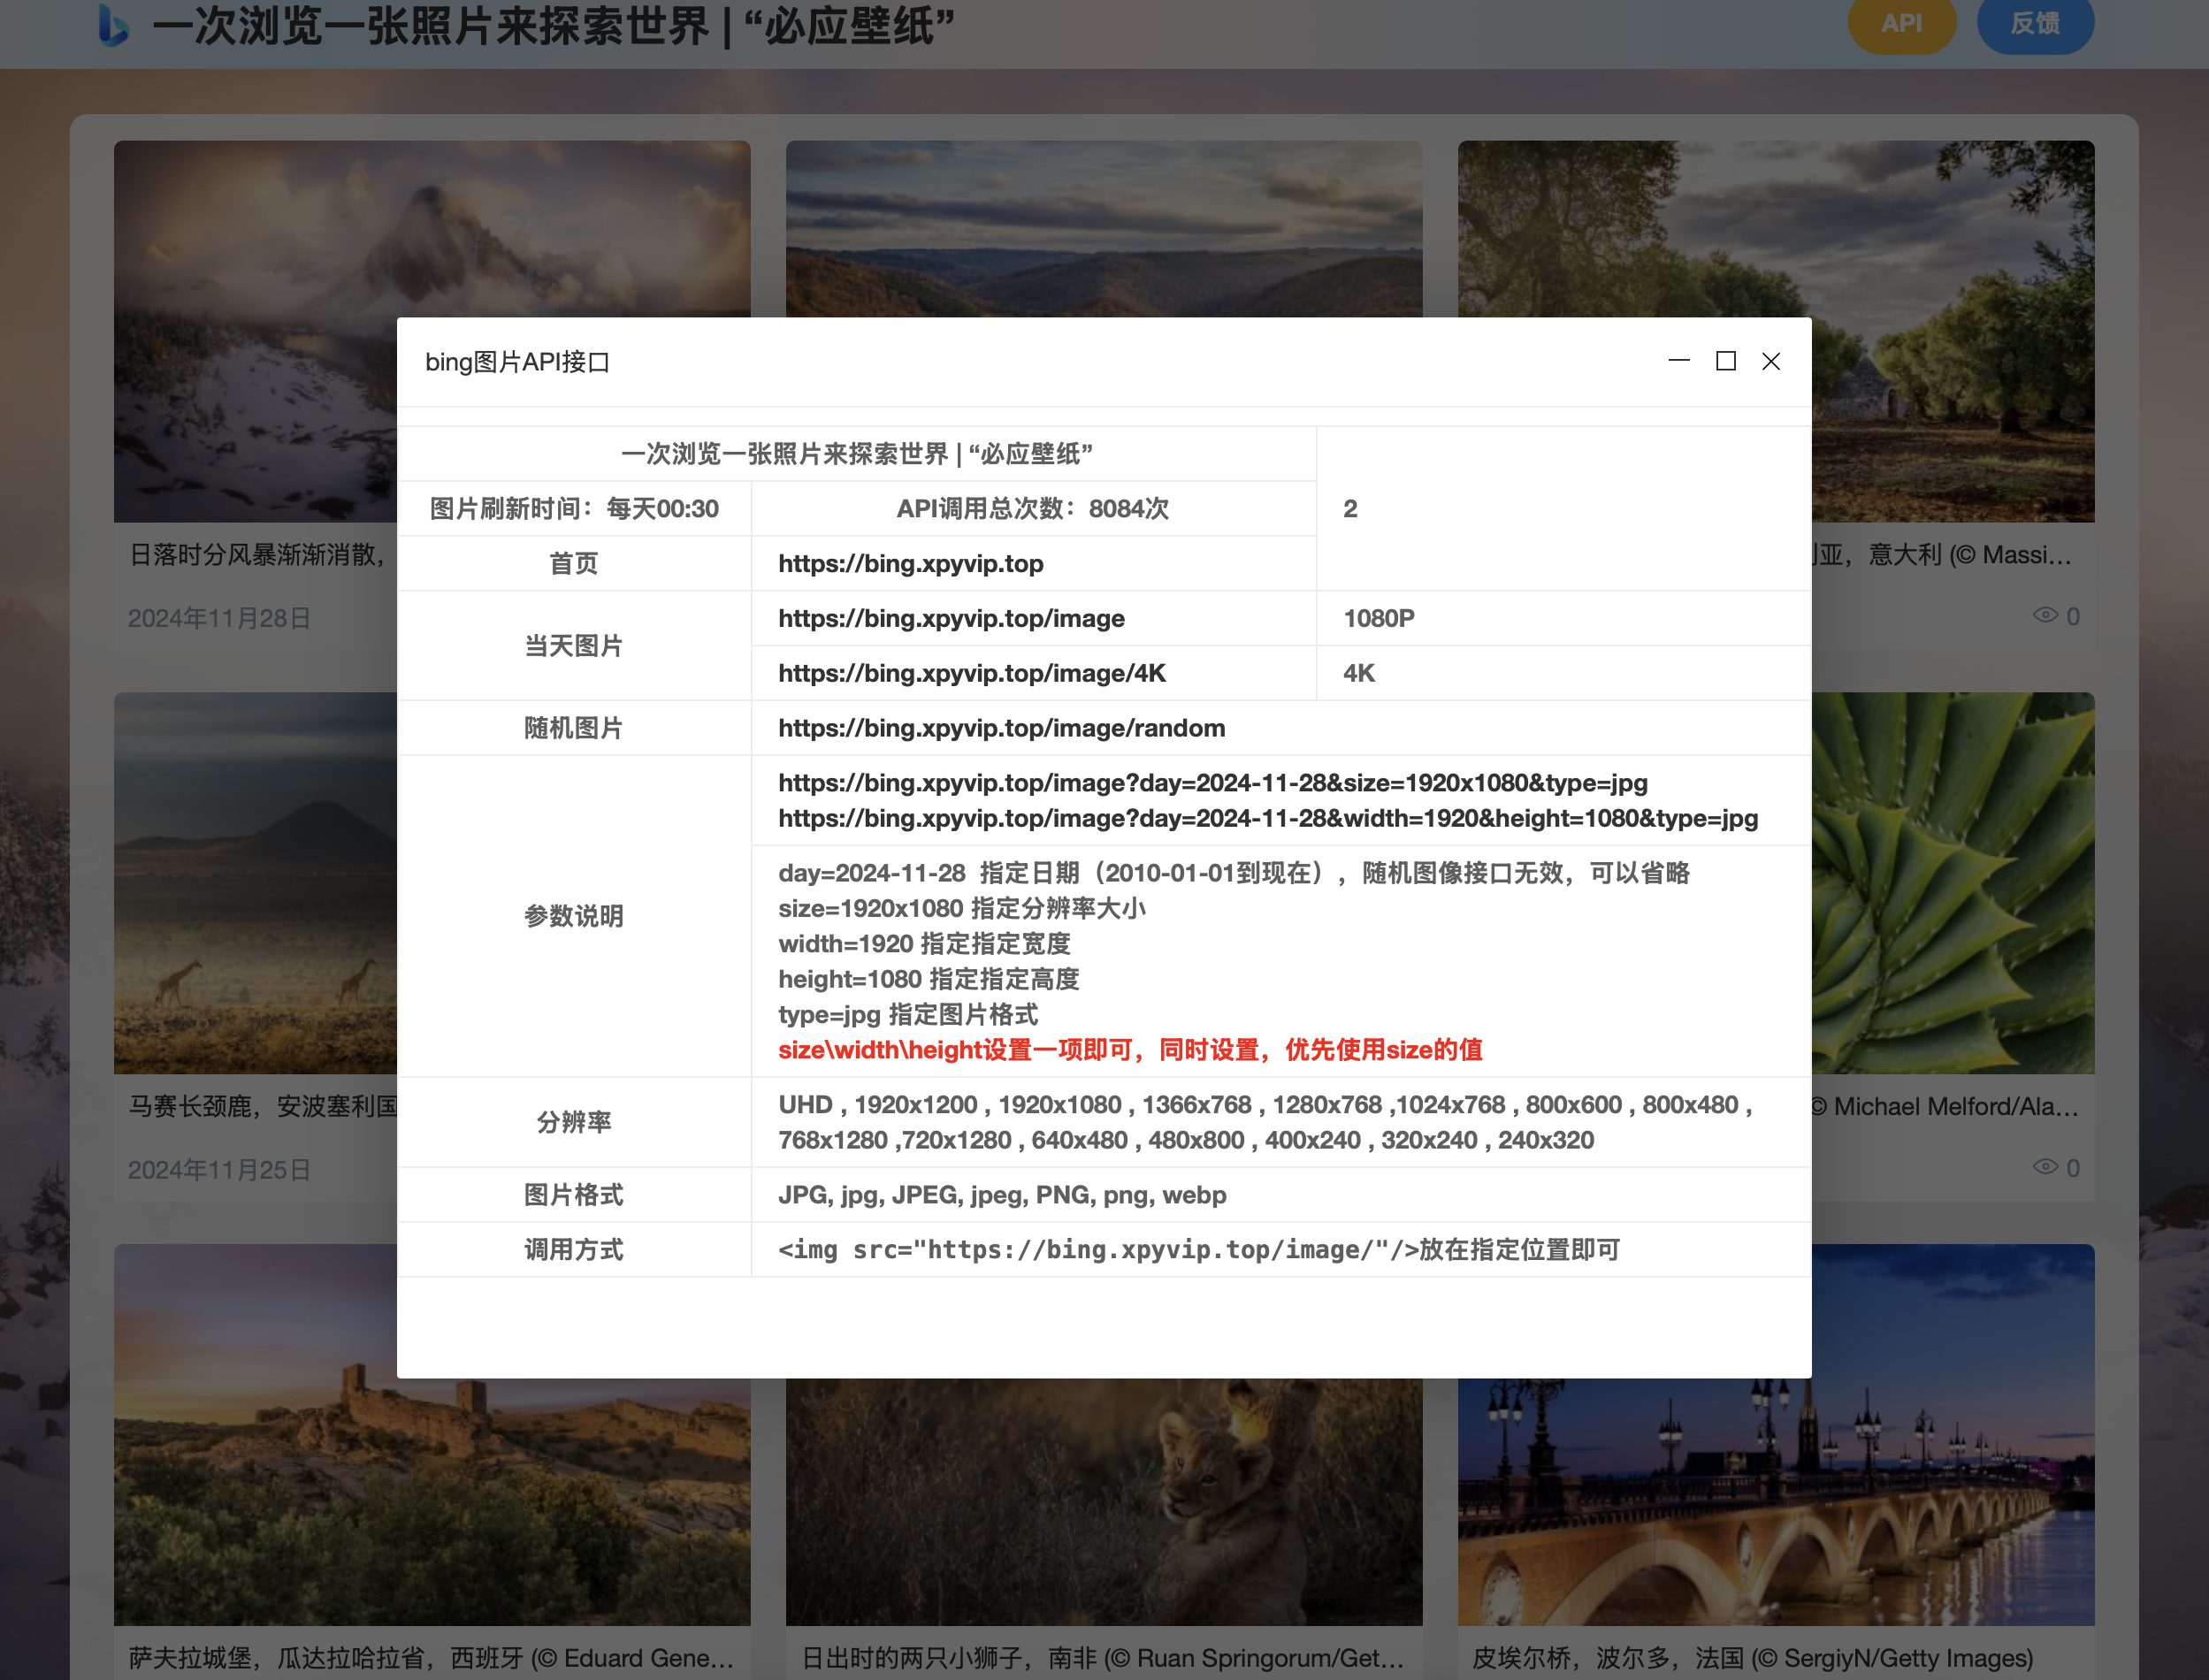 一次浏览一张照片来探索世界 | “必应壁纸”
API
反馈
bing图片API接口
一次浏览一张照片来探索世界 | “必应壁纸”
图片刷新时间：每天00:30
API调用总次数：8084次
2
首页
https://bing.xpyvip.top
当天图片
https://bing.xpyvip.top/image
1080P
https://bing.xpyvip.top/image/4K
4K
随机图片
https://bing.xpyvip.top/image/random
参数说明
https://bing.xpyvip.top/image?day=2024-11-28&size=1920x1080&type=jpg
https://bing.xpyvip.top/image?day=2024-11-28&width=1920&height=1080&type=jpg
day=2024-11-28 指定日期（2010-01-01到现在），随机图像接口无效，可以省略
size=1920x1080 指定分辨率大小
width=1920 指定指定宽度
height=1080 指定指定高度
type=jpg 指定图片格式
size\width\height设置一项即可，同时设置，优先使用size的值
分辨率
UHD , 1920x1200 , 1920x1080 , 1366x768 , 1280x768 ,1024x768 , 800x600 , 800x480 ,
768x1280 ,720x1280 , 640x480 , 480x800 , 400x240 , 320x240 , 240x320
图片格式
JPG, jpg, JPEG, jpeg, PNG, png, webp
调用方式
<img src="https://bing.xpyvip.top/image/"/>放在指定位置即可
日落时分风暴渐渐消散，
2024年11月28日
亚，意大利 (© Massi...
0
马赛长颈鹿，安波塞利国
2024年11月25日
© Michael Melford/Ala...
0
萨夫拉城堡，瓜达拉哈拉省，西班牙 (© Eduard Gene...
日出时的两只小狮子，南非 (© Ruan Springorum/Get...
皮埃尔桥，波尔多，法国 (© SergiyN/Getty Images)